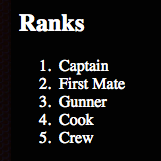 Ranks
1. Captain
2. First Mate
3. Gunner
4. Cook
5. Crew